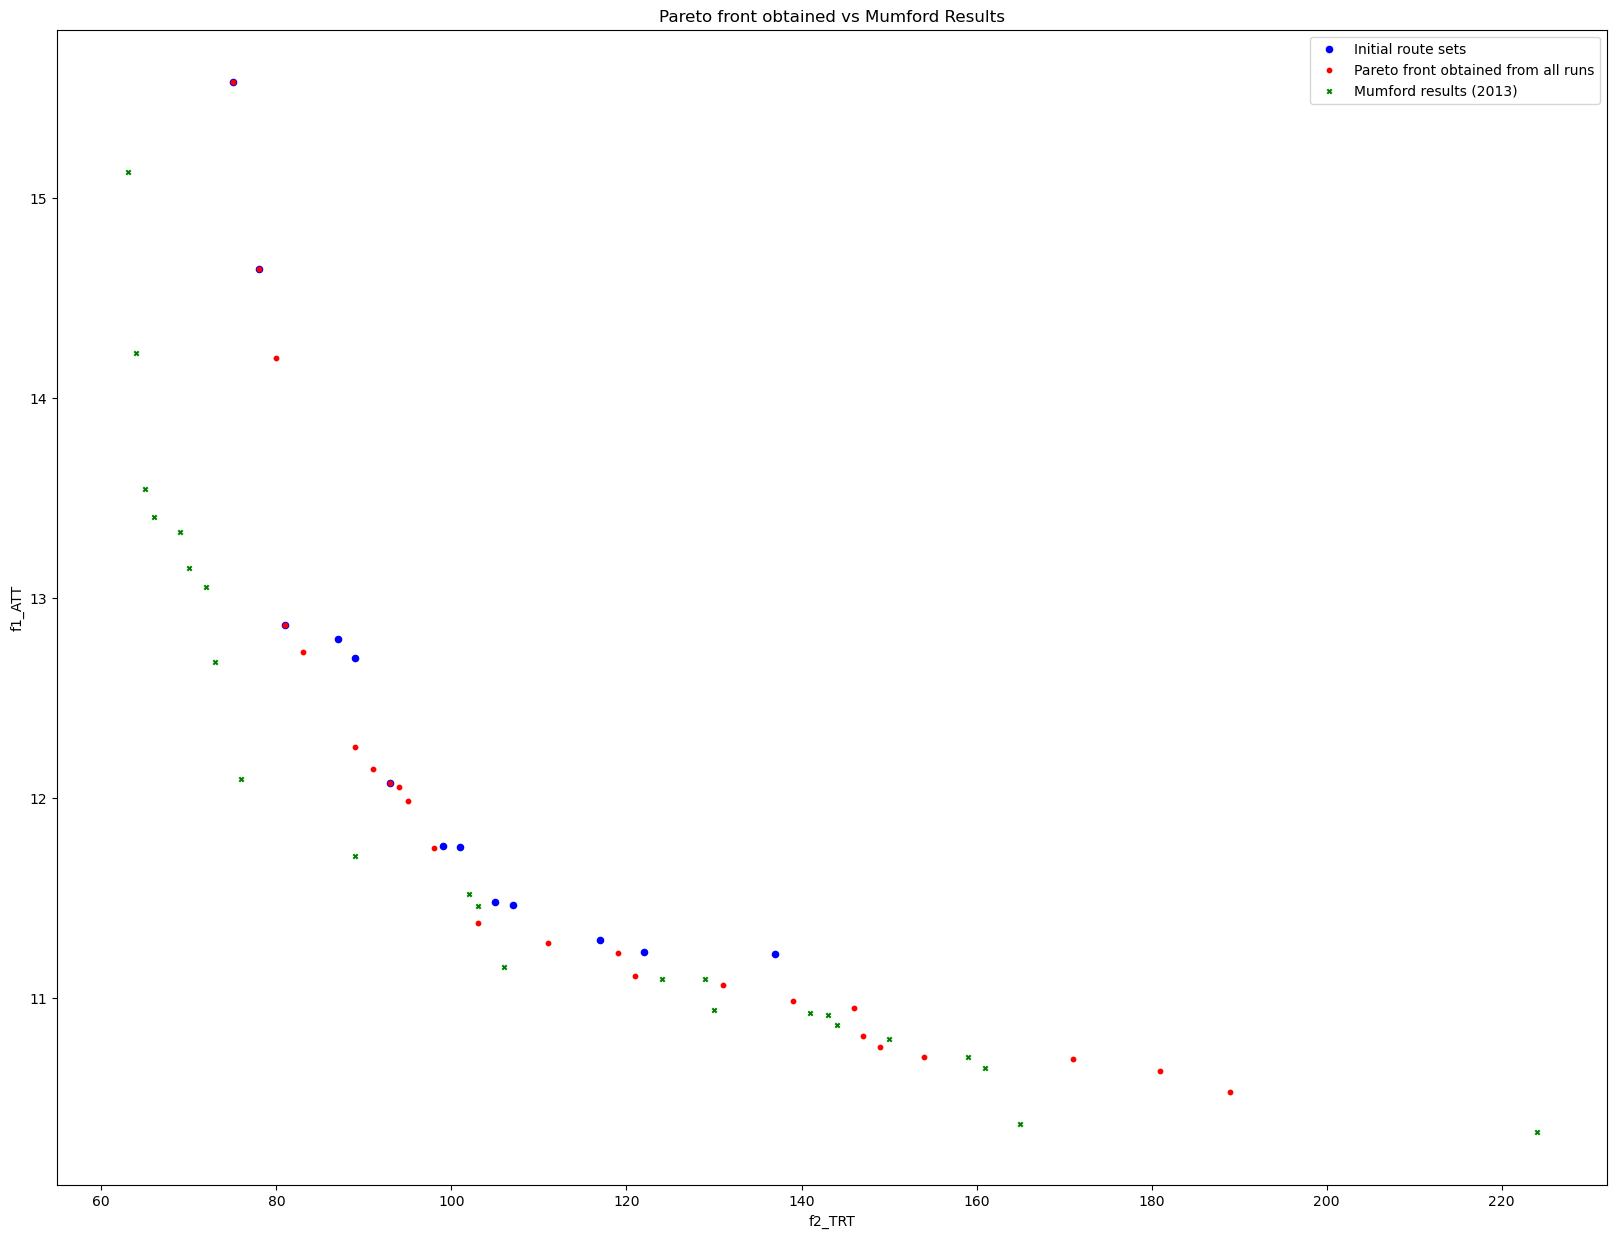 Pareto front obtained vs Mumford Results
Initial route sets
Pareto front obtained from all runs
Mumford results (2013)
15
14
13
12
11
f1_ATT
60 80 100 120 140 160 180 200 220
f2_TRT